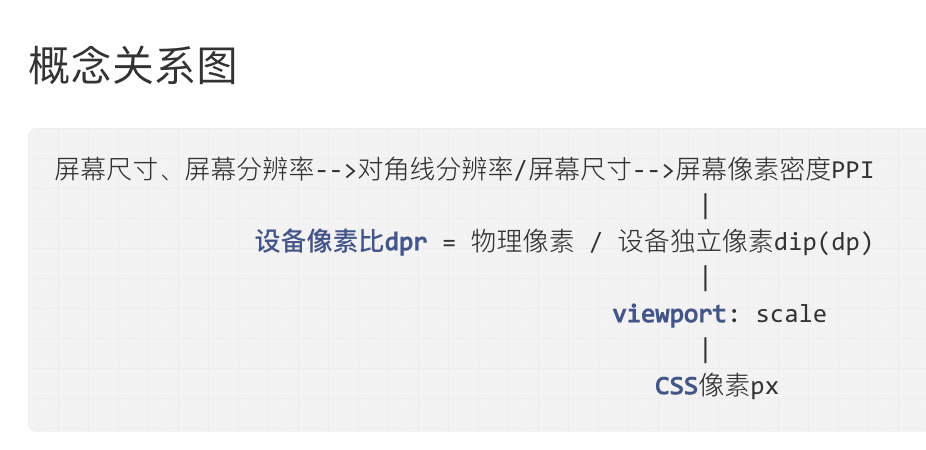 概念关系图
屏幕尺寸、屏幕分辨率-->对角线分辨率/屏幕尺寸-->屏幕像素密度PPI
|
设备像素比dpr = 物理像素 / 设备独立像素dip(dp)
|
viewport: scale
|
CSS像素px